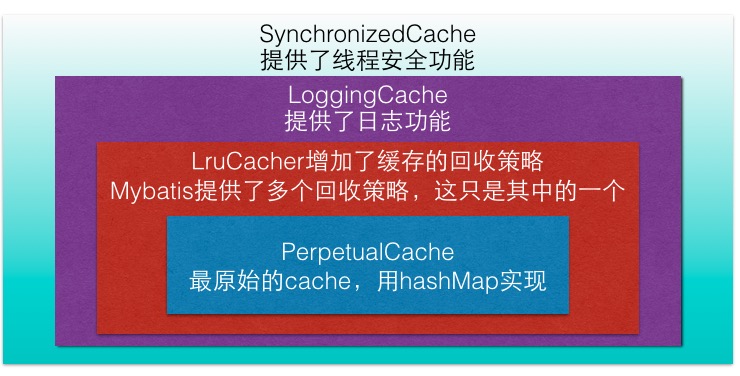 SynchronizedCache
提供了线程安全功能
LoggingCache
提供了日志功能
LruCacher增加了缓存的回收策略
Mybatis提供了多个回收策略，这只是其中的一个
PerpetualCache
最原始的cache，用hashMap实现